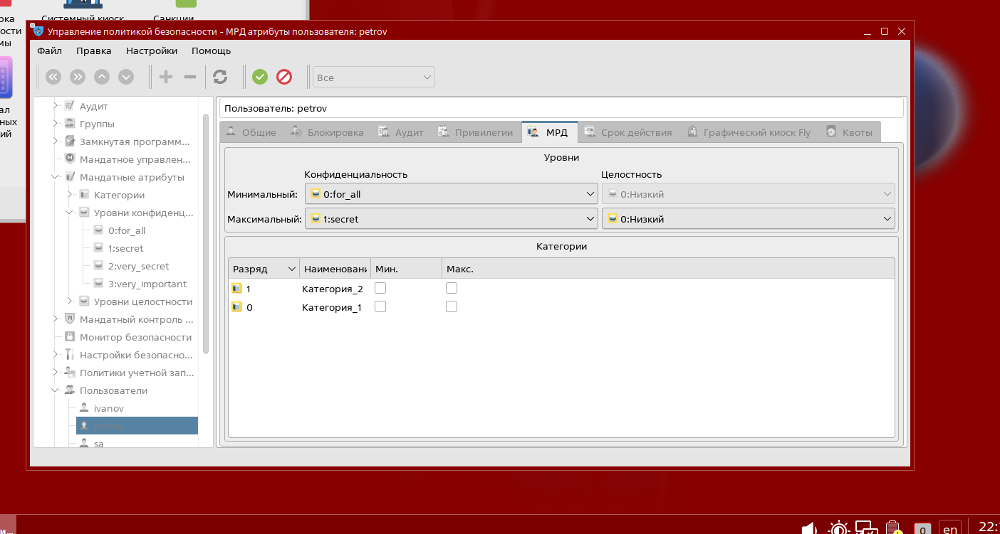 Системный киоск
Санкции
рка
ости
мы
ал
ных
ий
Управление политикой безопасности - МРД атрибуты пользователя: petrov
Файл Правка Настройки Помощь
Все
Аудит
Группы
Замкнутая программ...
Мандатное управлен...
Мандатные атрибуты
Категории
Уровни конфиденц...
0:for_all
1:secret
2:very_secret
3:very_important
Уровни целостности
Мандатный контроль ...
Монитор безопасности
Настройки безопасно...
Политики учетной зап...
Пользователи
ivanov
petrov
sa
Пользователь: petrov
Общие Блокировка Аудит Привилегии МРД Срок действия Графический киоск Fly Квоты
Уровни
Конфиденциальность Целостность
Минимальный: 0:for_all 0:Низкий
Максимальный: 1:secret 0:Низкий
Категории
Разряд Наименовани Мин. Макс.
1 Категория_2
0 Категория_1
и...
0 en 22: